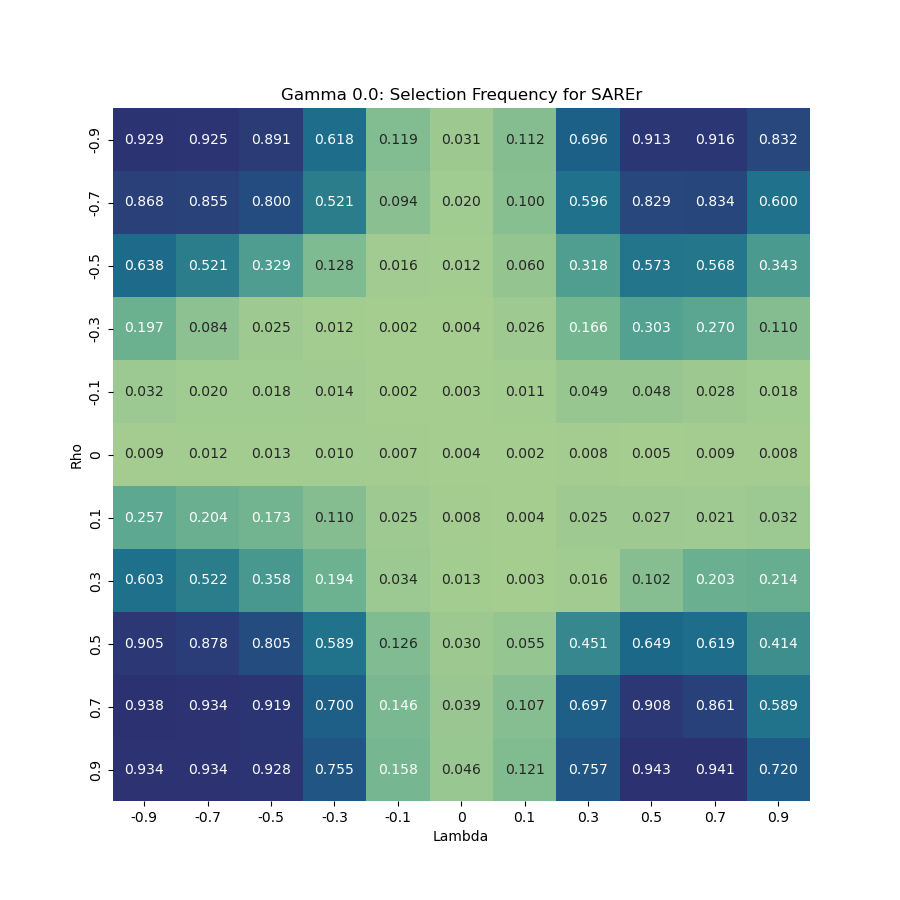 Gamma 0.0: Selection Frequency for SAREr
-0.9 0.929 0.925 0.891 0.618 0.119 0.031 0.112 0.696 0.913 0.916 0.832
-0.7 0.868 0.855 0.800 0.521 0.094 0.020 0.100 0.596 0.829 0.834 0.600
-0.5 0.638 0.521 0.329 0.128 0.016 0.012 0.060 0.318 0.573 0.568 0.343
-0.3 0.197 0.084 0.025 0.012 0.002 0.004 0.026 0.166 0.303 0.270 0.110
-0.1 0.032 0.020 0.018 0.014 0.002 0.003 0.011 0.049 0.048 0.028 0.018
Rho
0 0.009 0.012 0.013 0.010 0.007 0.004 0.002 0.008 0.005 0.009 0.008
0.1 0.257 0.204 0.173 0.110 0.025 0.008 0.004 0.025 0.027 0.021 0.032
0.3 0.603 0.522 0.358 0.194 0.034 0.013 0.003 0.016 0.102 0.203 0.214
0.5 0.905 0.878 0.805 0.589 0.126 0.030 0.055 0.451 0.649 0.619 0.414
0.7 0.938 0.934 0.919 0.700 0.146 0.039 0.107 0.697 0.908 0.861 0.589
0.9 0.934 0.934 0.928 0.755 0.158 0.046 0.121 0.757 0.943 0.941 0.720
-0.9 -0.7 -0.5 -0.3 -0.1 0 0.1 0.3 0.5 0.7 0.9
Lambda